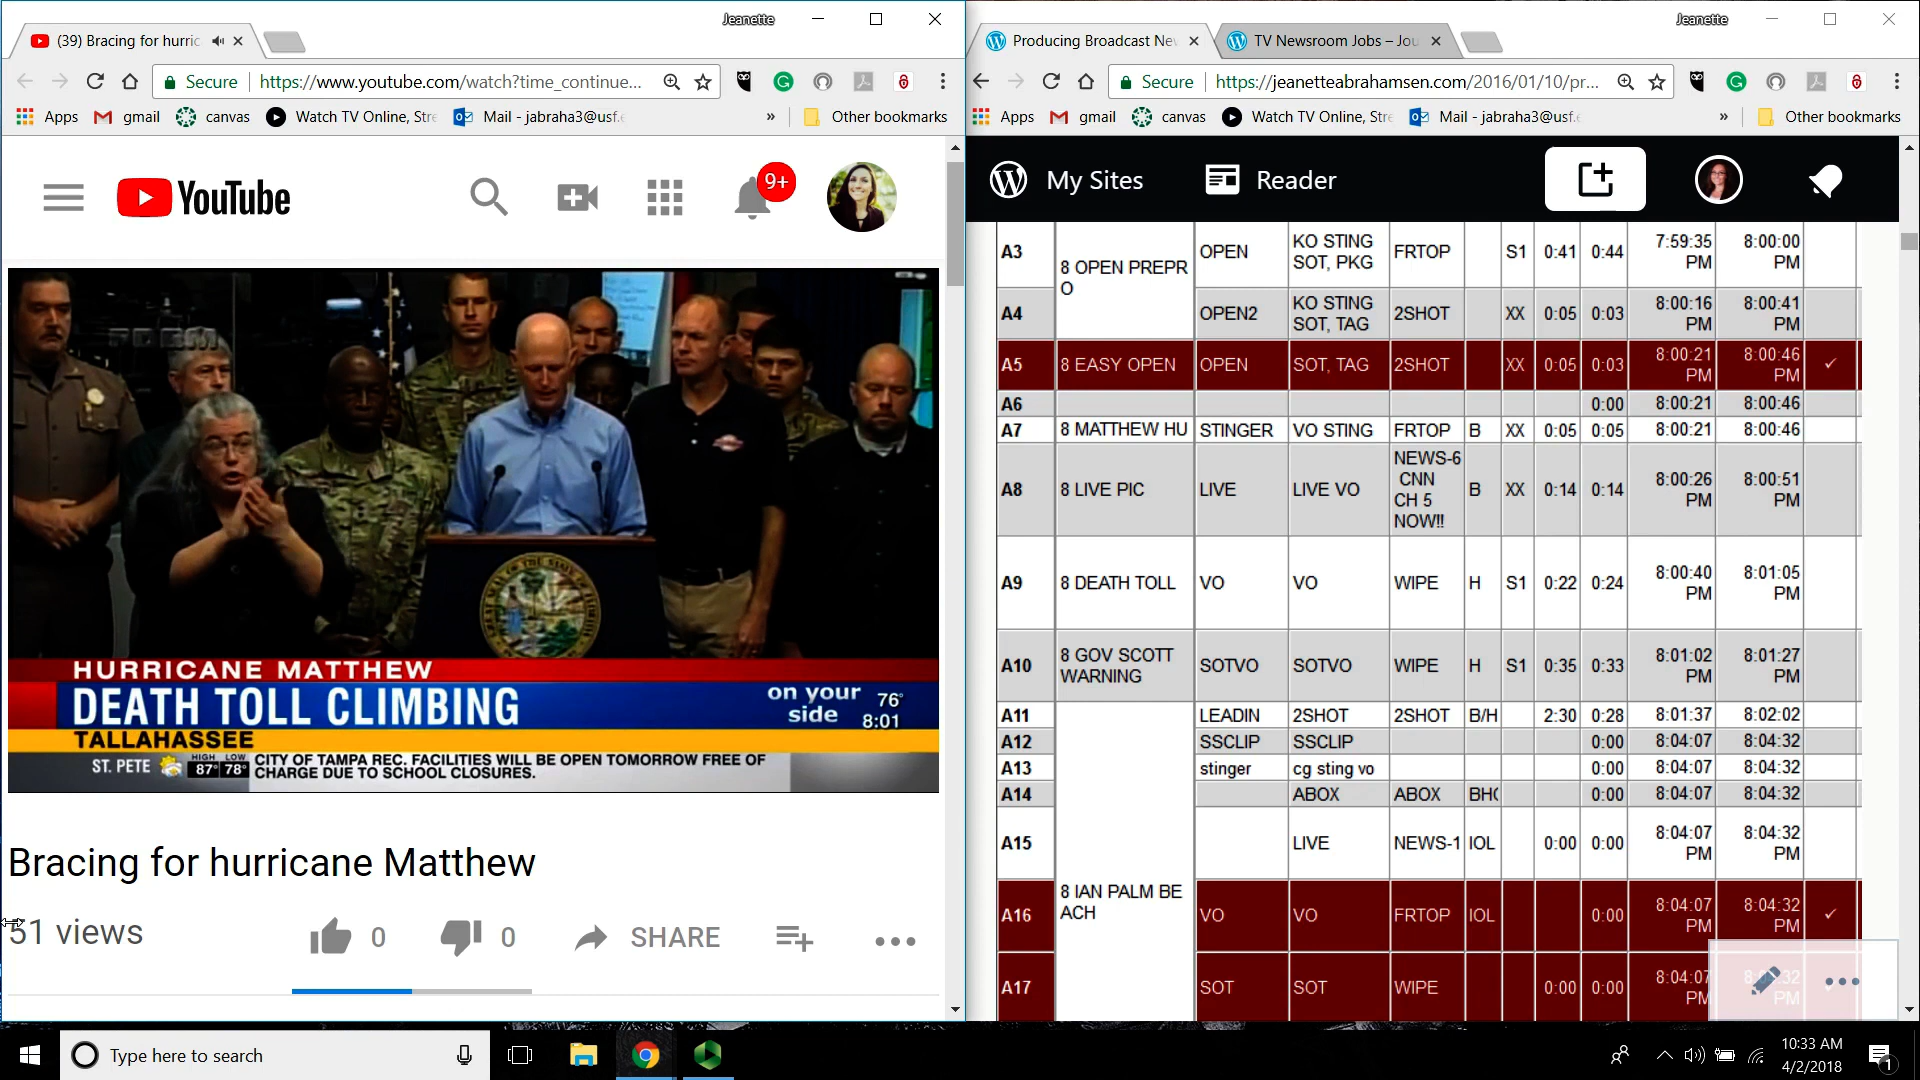 Jeanette
(39) Bracing for hurric
Secure
https://www.youtube.com/watch?time_continue...
Apps
gmail
canvas
Watch TV Online, Stre
Mail - jabraha3@usf.e
»
Other bookmarks
YouTube
9+
HURRICANE MATTHEW
DEATH TOLL CLIMBING
TALLAHASSEE
on your
side
76°
8:01
ST. PETE
HIGH LOW
87° 78°
CITY OF TAMPA REC. FACILITIES WILL BE OPEN TOMORROW FREE OF
CHARGE DUE TO SCHOOL CLOSURES.
Bracing for hurricane Matthew
51 views
0
0
SHARE
Jeanette
Producing Broadcast Nev
TV Newsroom Jobs – Jou
Secure
https://jeanetteabrahamsen.com/2016/01/10/pr...
Apps
gmail
canvas
Watch TV Online, Stre
Mail - jabraha3@usf.e
»
Other bookmarks
My Sites
Reader
A3 8 OPEN PREPR
O OPEN KO STING
SOT, PKG FRTOP S1 0:41 0:44 7:59:35
PM 8:00:00
PM
A4 OPEN2 KO STING
SOT, TAG 2SHOT XX 0:05 0:03 8:00:16
PM 8:00:41
PM
A5 8 EASY OPEN OPEN SOT, TAG 2SHOT XX 0:05 0:03 8:00:21
PM 8:00:46
PM ✓
A6 0:00 8:00:21 8:00:46
A7 8 MATTHEW HU STINGER VO STING FRTOP B XX 0:05 0:05 8:00:21 8:00:46
A8 8 LIVE PIC LIVE LIVE VO NEWS-6
CNN
CH 5
NOW!! B XX 0:14 0:14 8:00:26
PM 8:00:51
PM
A9 8 DEATH TOLL VO VO WIPE H S1 0:22 0:24 8:00:40
PM 8:01:05
PM
A10 8 GOV SCOTT
WARNING SOTVO SOTVO WIPE H S1 0:35 0:33 8:01:02
PM 8:01:27
PM
A11 LEADIN 2SHOT 2SHOT B/H 2:30 0:28 8:01:37 8:02:02
A12 SSCLIP SSCLIP 0:00 8:04:07 8:04:32
A13 stinger cg sting vo 0:00 8:04:07 8:04:32
A14 ABOX ABOX BHC 0:00 8:04:07 8:04:32
A15 LIVE NEWS-1 IOL 0:00 0:00 8:04:07
PM 8:04:32
PM
8 IAN PALM BE
ACH
A16 VO VO FRTOP IOL 0:00 8:04:07
PM 8:04:32
PM ✓
A17 SOT SOT WIPE 0:00 0:00 8:04:07
PM
PM
Type here to search
10:33 AM
4/2/2018
1